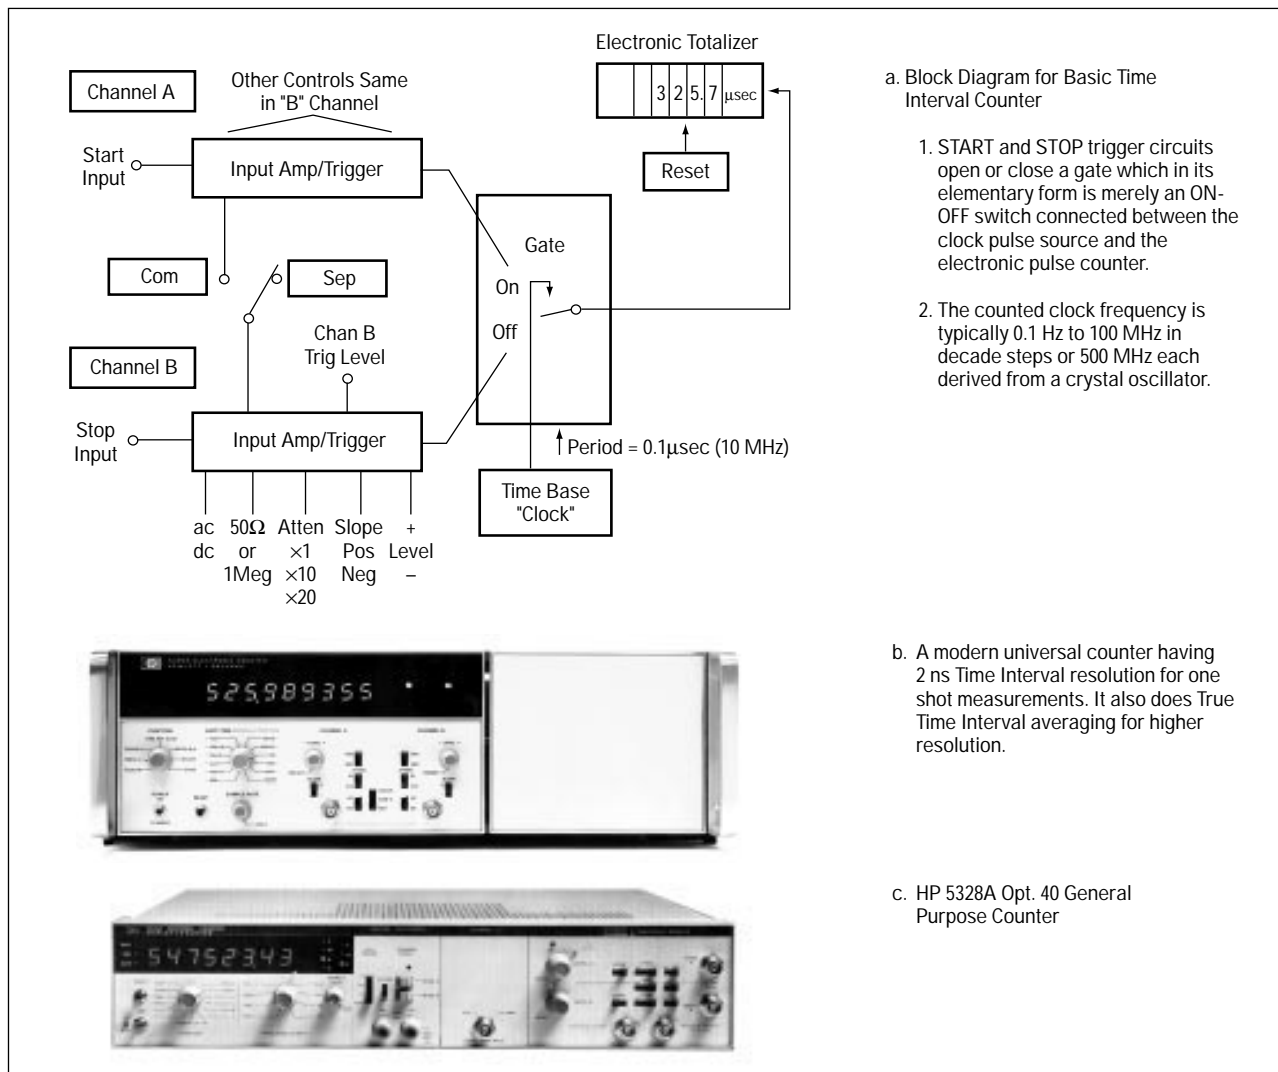 Electronic Totalizer
3 2 5. 7 µsec
Reset
Channel A
Other Controls Same
in "B" Channel
Start
Input
Input Amp/Trigger
Com
Sep
Gate
On
Off
Chan B
Trig Level
Channel B
Stop
Input
Input Amp/Trigger
Period = 0.1µsec (10 MHz)
Time Base
"Clock"
ac
dc
50Ω
or
1Meg
Atten
×1
×10
×20
Slope
Pos
Neg
+
Level
–
a. Block Diagram for Basic Time
Interval Counter
1. START and STOP trigger circuits
open or close a gate which in its
elementary form is merely an ON-
OFF switch connected between the
clock pulse source and the
electronic pulse counter.
2. The counted clock frequency is
typically 0.1 Hz to 100 MHz in
decade steps or 500 MHz each
derived from a crystal oscillator.
525,989355
b. A modern universal counter having
2 ns Time Interval resolution for one
shot measurements. It also does True
Time Interval averaging for higher
resolution.
547523.43
c. HP 5328A Opt. 40 General
Purpose Counter